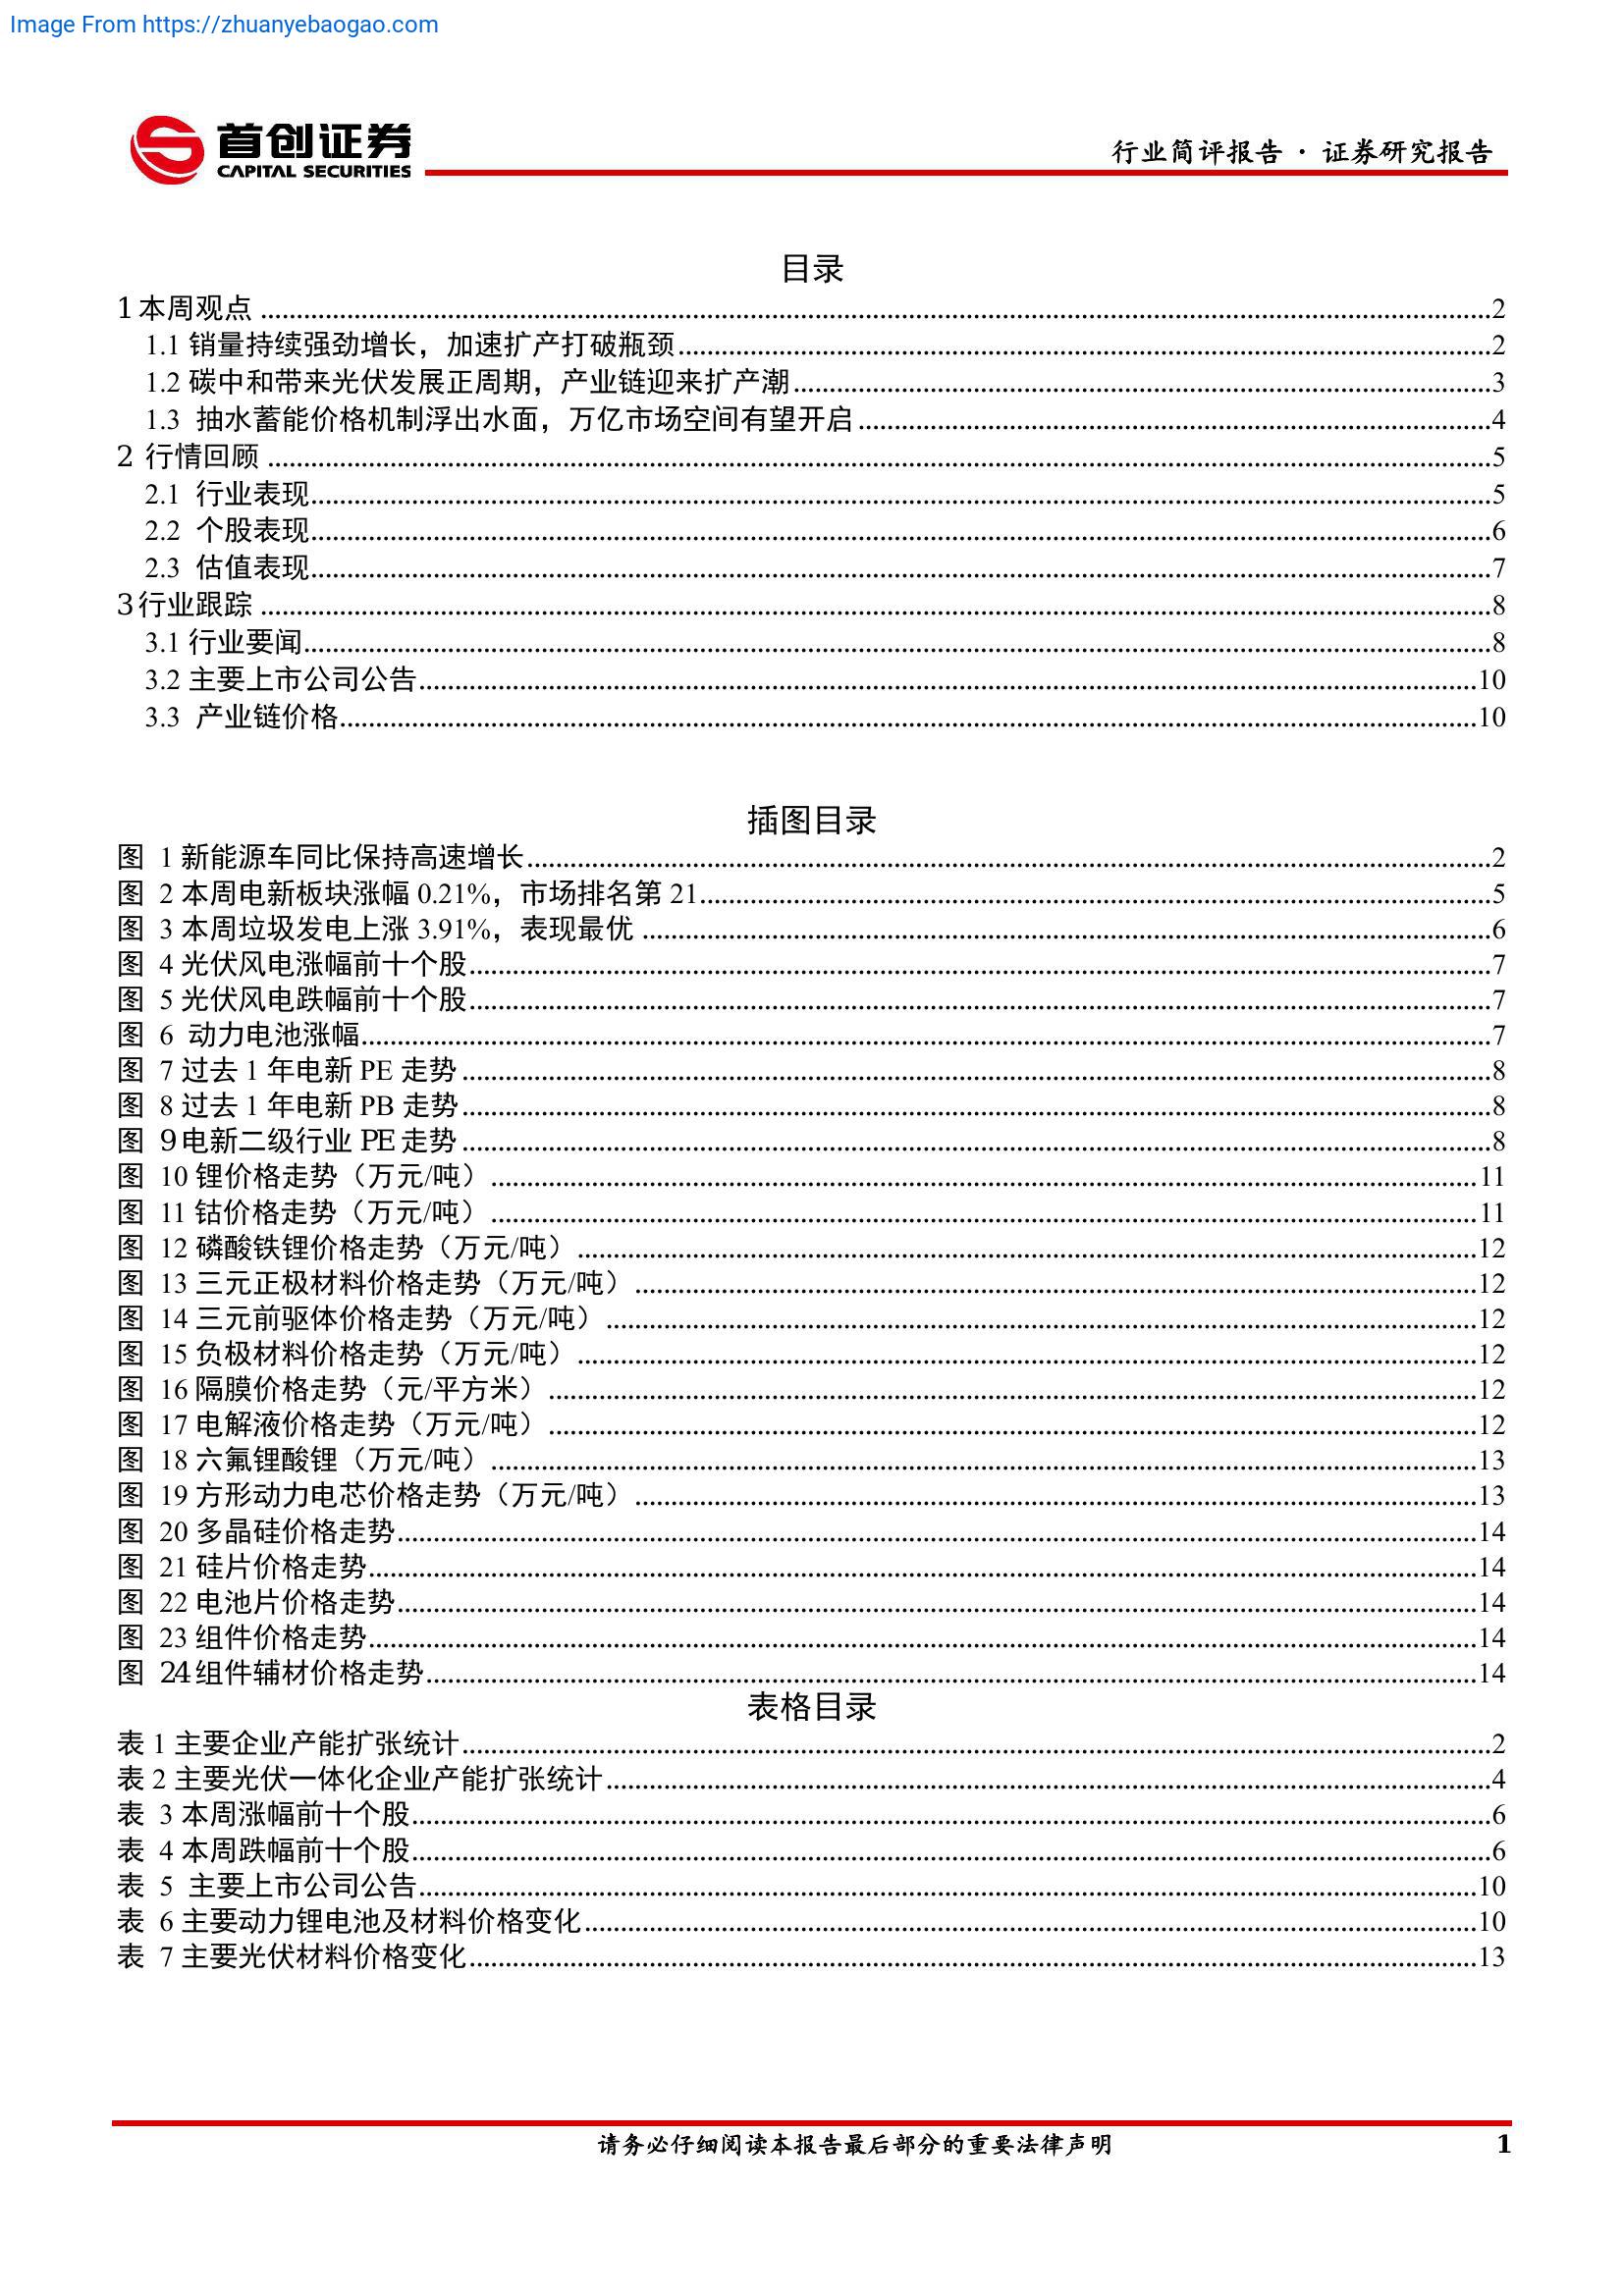 Image From https://zhuanyebaogao.com
首创证券
CAPITAL SECURITIES
行业简评报告 · 证券研究报告
目录
1 本周观点 ........ 2
1.1 销量持续强劲增长，加速扩产打破瓶颈 ........ 2
1.2 碳中和带来光伏发展正周期，产业链迎来扩产潮 ........ 3
1.3 抽水蓄能价格机制浮出水面，万亿市场空间有望开启 ........ 4
2 行情回顾 ........ 5
2.1 行业表现 ........ 5
2.2 个股表现 ........ 6
2.3 估值表现 ........ 7
3 行业跟踪 ........ 8
3.1 行业要闻 ........ 8
3.2 主要上市公司公告 ........ 10
3.3 产业链价格 ........ 10
插图目录
图 1 新能源车同比保持高速增长 ........ 2
图 2 本周电新板块涨幅 0.21%，市场排名第 21 ........ 5
图 3 本周垃圾发电上涨 3.91%，表现最优 ........ 6
图 4 光伏风电涨幅前十个股 ........ 7
图 5 光伏风电跌幅前十个股 ........ 7
图 6 动力电池涨幅 ........ 7
图 7 过去 1 年电新 PE 走势 ........ 8
图 8 过去 1 年电新 PB 走势 ........ 8
图 9 电新二级行业 PE 走势 ........ 8
图 10 锂价格走势（万元/吨） ........ 11
图 11 钴价格走势（万元/吨） ........ 11
图 12 磷酸铁锂价格走势（万元/吨） ........ 12
图 13 三元正极材料价格走势（万元/吨） ........ 12
图 14 三元前驱体价格走势（万元/吨） ........ 12
图 15 负极材料价格走势（万元/吨） ........ 12
图 16 隔膜价格走势（元/平方米） ........ 12
图 17 电解液价格走势（万元/吨） ........ 12
图 18 六氟锂酸锂（万元/吨） ........ 13
图 19 方形动力电芯价格走势（万元/吨） ........ 13
图 20 多晶硅价格走势 ........ 14
图 21 硅片价格走势 ........ 14
图 22 电池片价格走势 ........ 14
图 23 组件价格走势 ........ 14
图 24 组件辅材价格走势 ........ 14
表格目录
表 1 主要企业产能扩张统计 ........ 2
表 2 主要光伏一体化企业产能扩张统计 ........ 4
表 3 本周涨幅前十个股 ........ 6
表 4 本周跌幅前十个股 ........ 6
表 5 主要上市公司公告 ........ 10
表 6 主要动力锂电池及材料价格变化 ........ 10
表 7 主要光伏材料价格变化 ........ 13
请务必仔细阅读本报告最后部分的重要法律声明 1